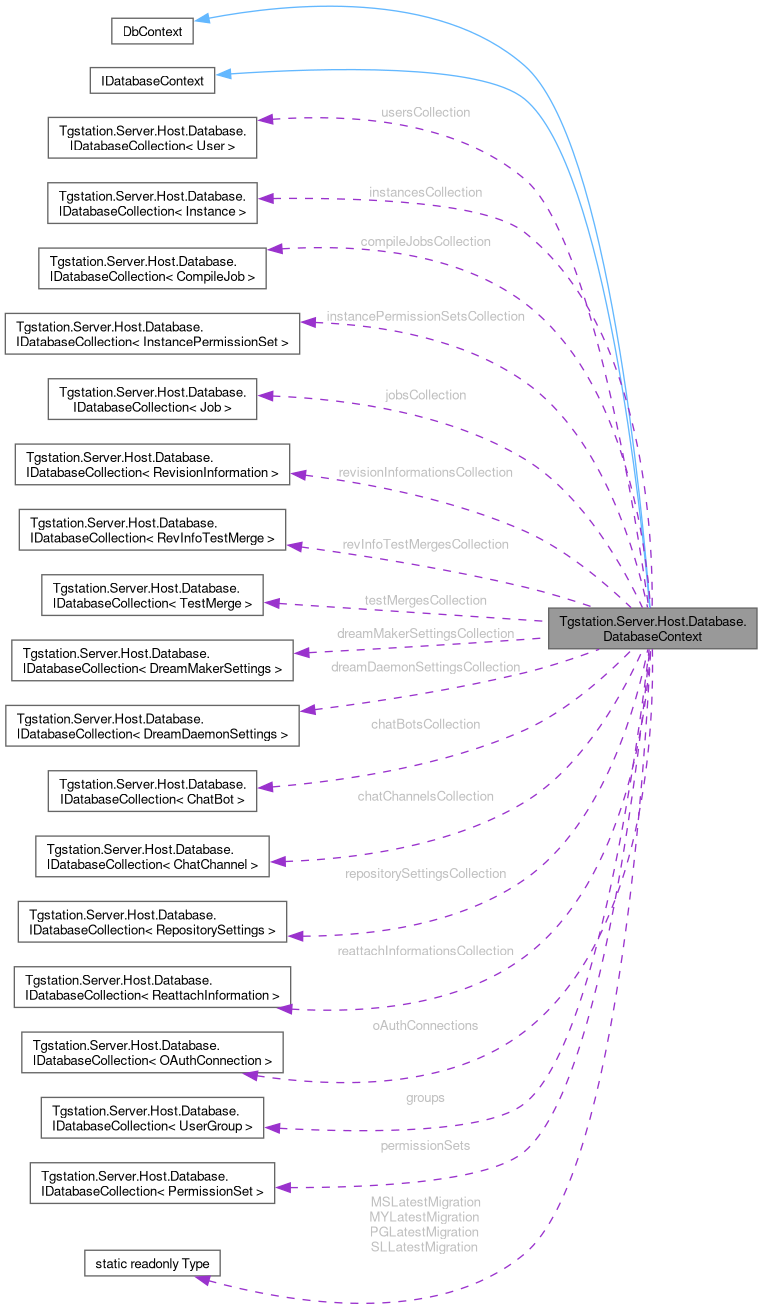 DbContext
IDatabaseContext
usersCollection
Tgstation.Server.Host.Database.
IDatabaseCollection< User >
instancesCollection
Tgstation.Server.Host.Database.
IDatabaseCollection< Instance >
compileJobsCollection
Tgstation.Server.Host.Database.
IDatabaseCollection< CompileJob >
instancePermissionSetsCollection
Tgstation.Server.Host.Database.
IDatabaseCollection< InstancePermissionSet >
jobsCollection
Tgstation.Server.Host.Database.
IDatabaseCollection< Job >
revisionInformationsCollection
Tgstation.Server.Host.Database.
IDatabaseCollection< RevisionInformation >
revInfoTestMergesCollection
Tgstation.Server.Host.Database.
IDatabaseCollection< RevInfoTestMerge >
testMergesCollection
Tgstation.Server.Host.Database.
IDatabaseCollection< TestMerge >
Tgstation.Server.Host.Database.
DatabaseContext
dreamMakerSettingsCollection
Tgstation.Server.Host.Database.
IDatabaseCollection< DreamMakerSettings >
dreamDaemonSettingsCollection
Tgstation.Server.Host.Database.
IDatabaseCollection< DreamDaemonSettings >
chatBotsCollection
Tgstation.Server.Host.Database.
IDatabaseCollection< ChatBot >
chatChannelsCollection
Tgstation.Server.Host.Database.
IDatabaseCollection< ChatChannel >
repositorySettingsCollection
Tgstation.Server.Host.Database.
IDatabaseCollection< RepositorySettings >
reattachInformationsCollection
Tgstation.Server.Host.Database.
IDatabaseCollection< ReattachInformation >
oAuthConnections
Tgstation.Server.Host.Database.
IDatabaseCollection< OAuthConnection >
groups
Tgstation.Server.Host.Database.
IDatabaseCollection< UserGroup >
permissionSets
Tgstation.Server.Host.Database.
IDatabaseCollection< PermissionSet >
MSLatestMigration
MYLatestMigration
PGLatestMigration
SLLatestMigration
static readonly Type